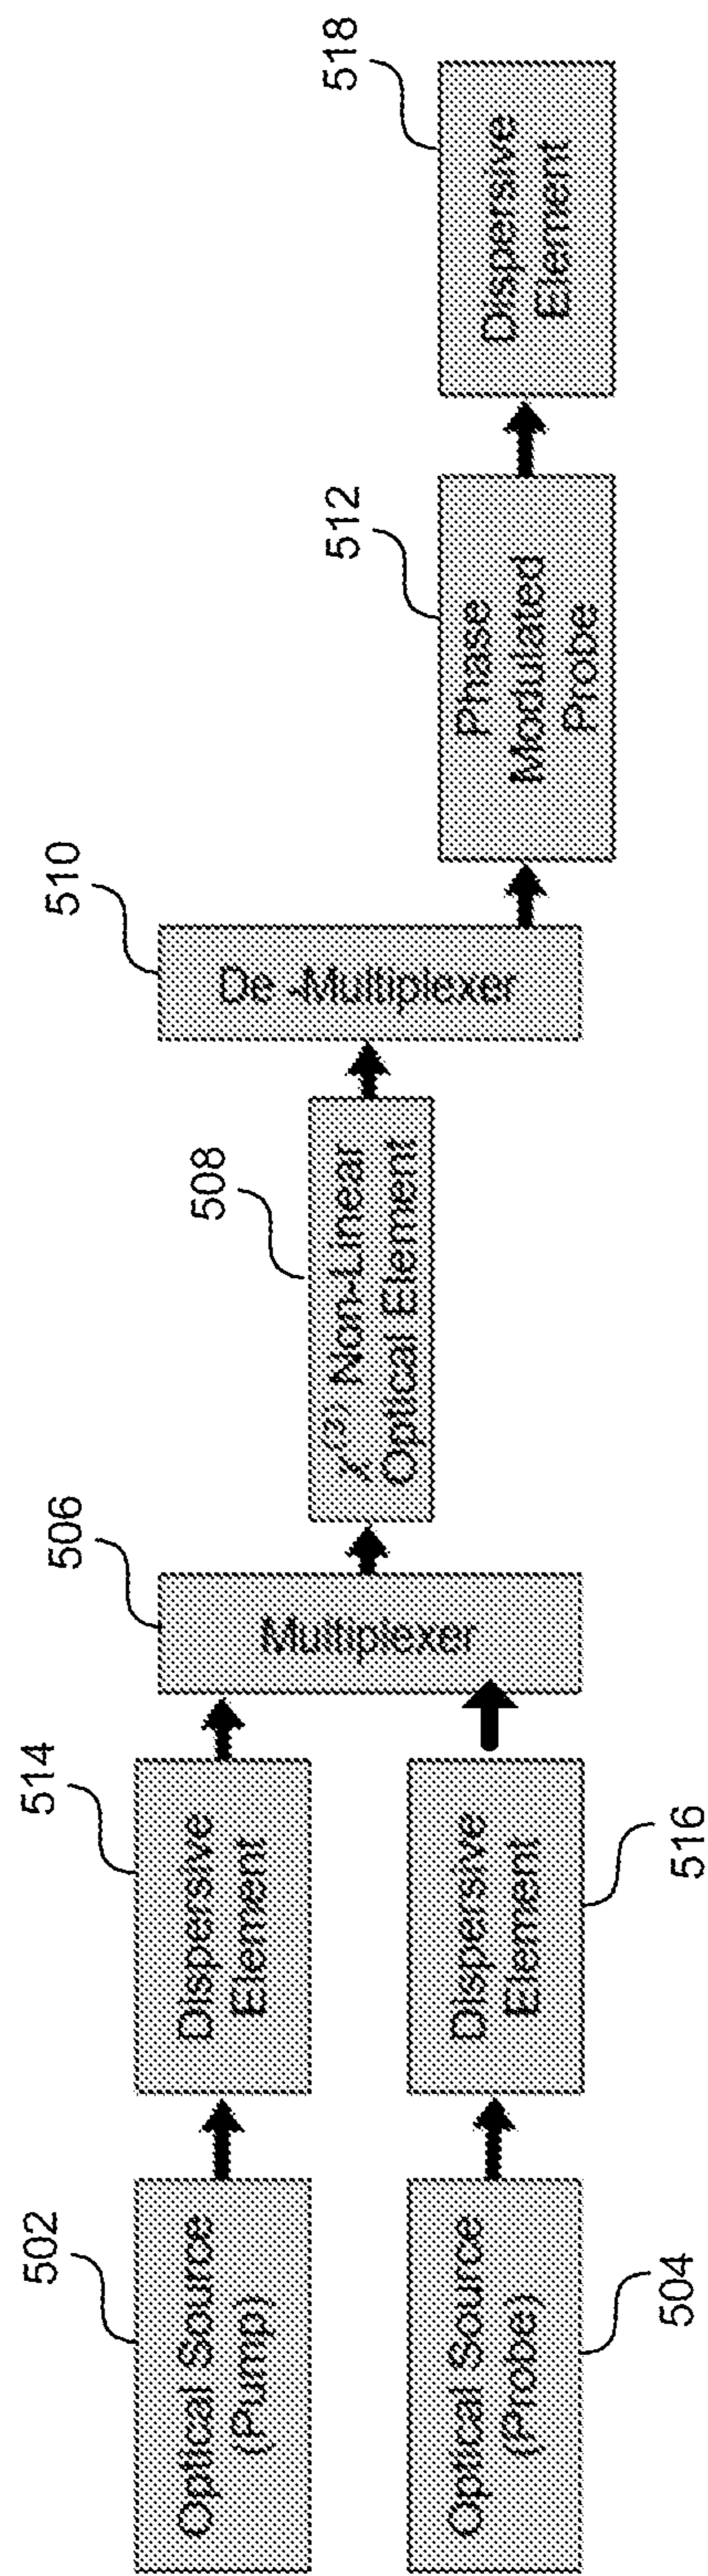 502
Optical Source
(Pump)
514
Dispersive
Element
504
Optical Source
(Probe)
516
Dispersive
Element
506
Multiplexer
508
χ(3) Non-Linear
Optical Element
510
De -Multiplexer
512
Phase
Modulated
Probe
518
Dispersive
Element